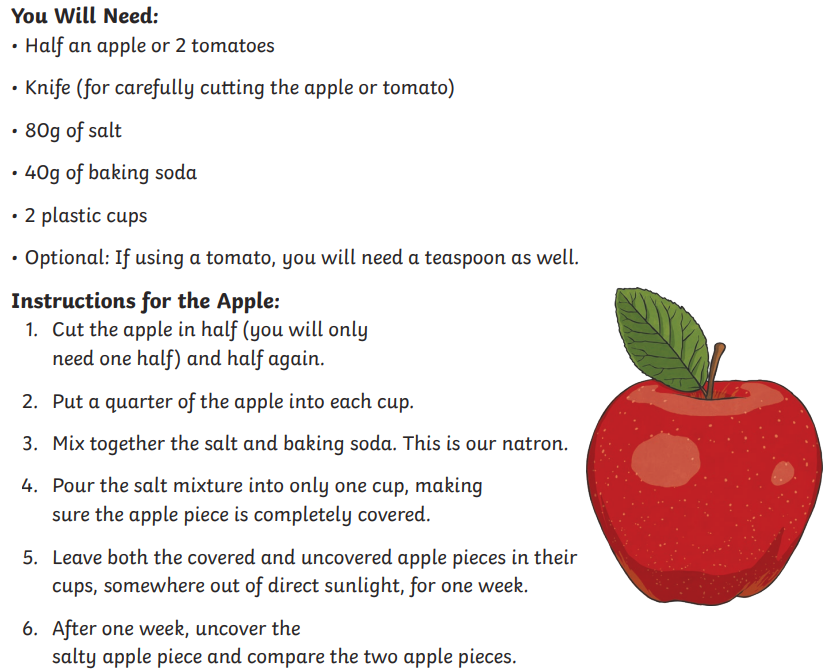 You Will Need:
• Half an apple or 2 tomatoes
• Knife (for carefully cutting the apple or tomato)
• 80g of salt
• 40g of baking soda
• 2 plastic cups
• Optional: If using a tomato, you will need a teaspoon as well.
Instructions for the Apple:
1. Cut the apple in half (you will only
need one half) and half again.
2. Put a quarter of the apple into each cup.
3. Mix together the salt and baking soda. This is our natron.
4. Pour the salt mixture into only one cup, making
sure the apple piece is completely covered.
5. Leave both the covered and uncovered apple pieces in their
cups, somewhere out of direct sunlight, for one week.
6. After one week, uncover the
salty apple piece and compare the two apple pieces.